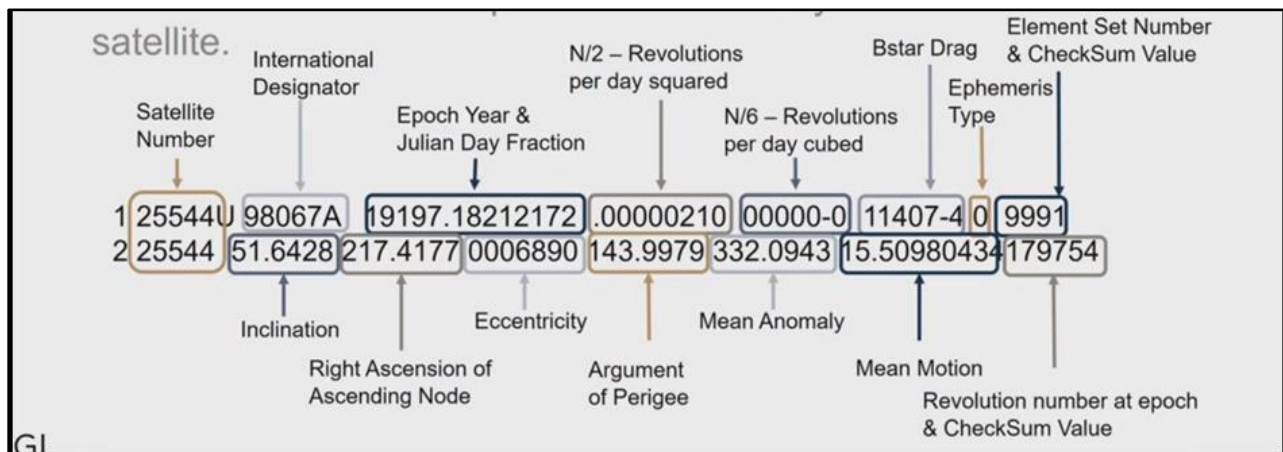 satellite.
Element Set Number
& CheckSum Value
N/2 – Revolutions
per day squared
Bstar Drag
International
Designator
Ephemeris
Type
Satellite
Number
Epoch Year &
Julian Day Fraction
N/6 – Revolutions
per day cubed
1 25544U 98067A 19197.18212172 .00000210 00000-0 11407-4 0 9991
2 25544 51.6428 217.4177 0006890 143.9979 332.0943 15.50980434 179754
Inclination
Eccentricity
Mean Anomaly
Right Ascension of
Ascending Node
Argument
of Perigee
Mean Motion
Revolution number at epoch
& CheckSum Value